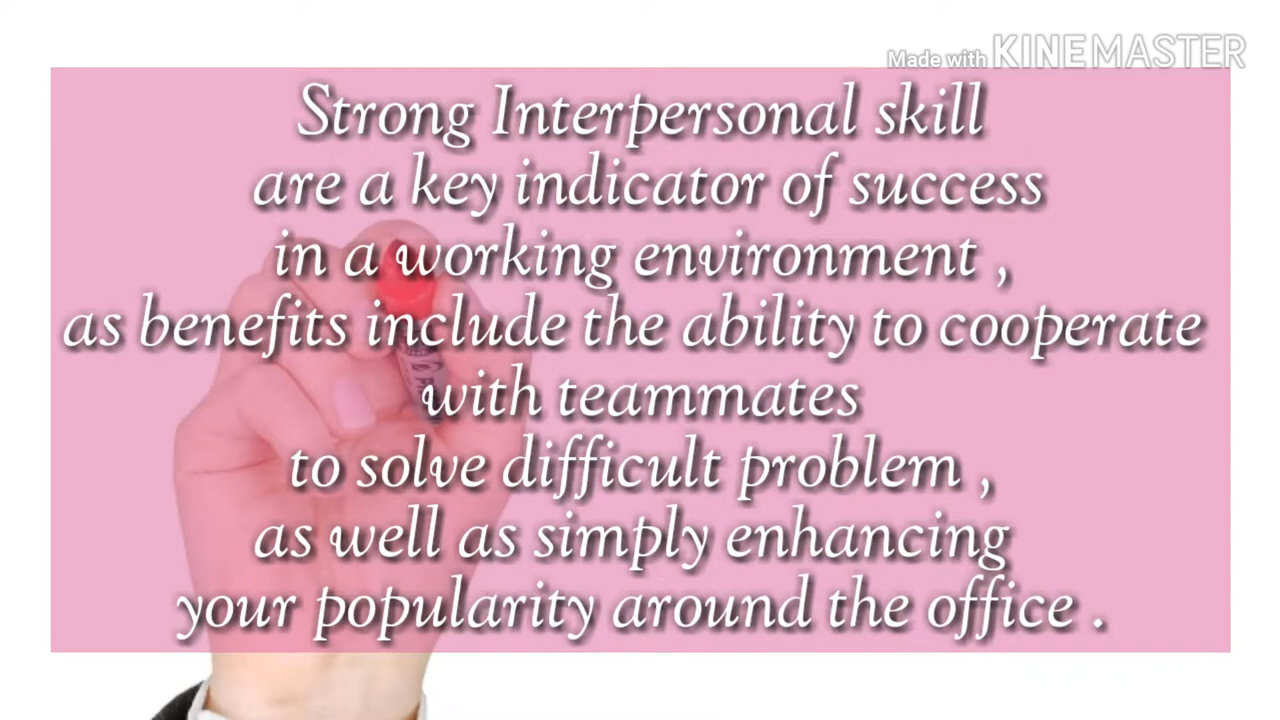 Made with KINEMASTER
Strong Interpersonal skill
are a key indicator of success
in a working environment ,
as benefits include the ability to cooperate
with teammates
to solve difficult problem ,
as well as simply enhancing
your popularity around the office .